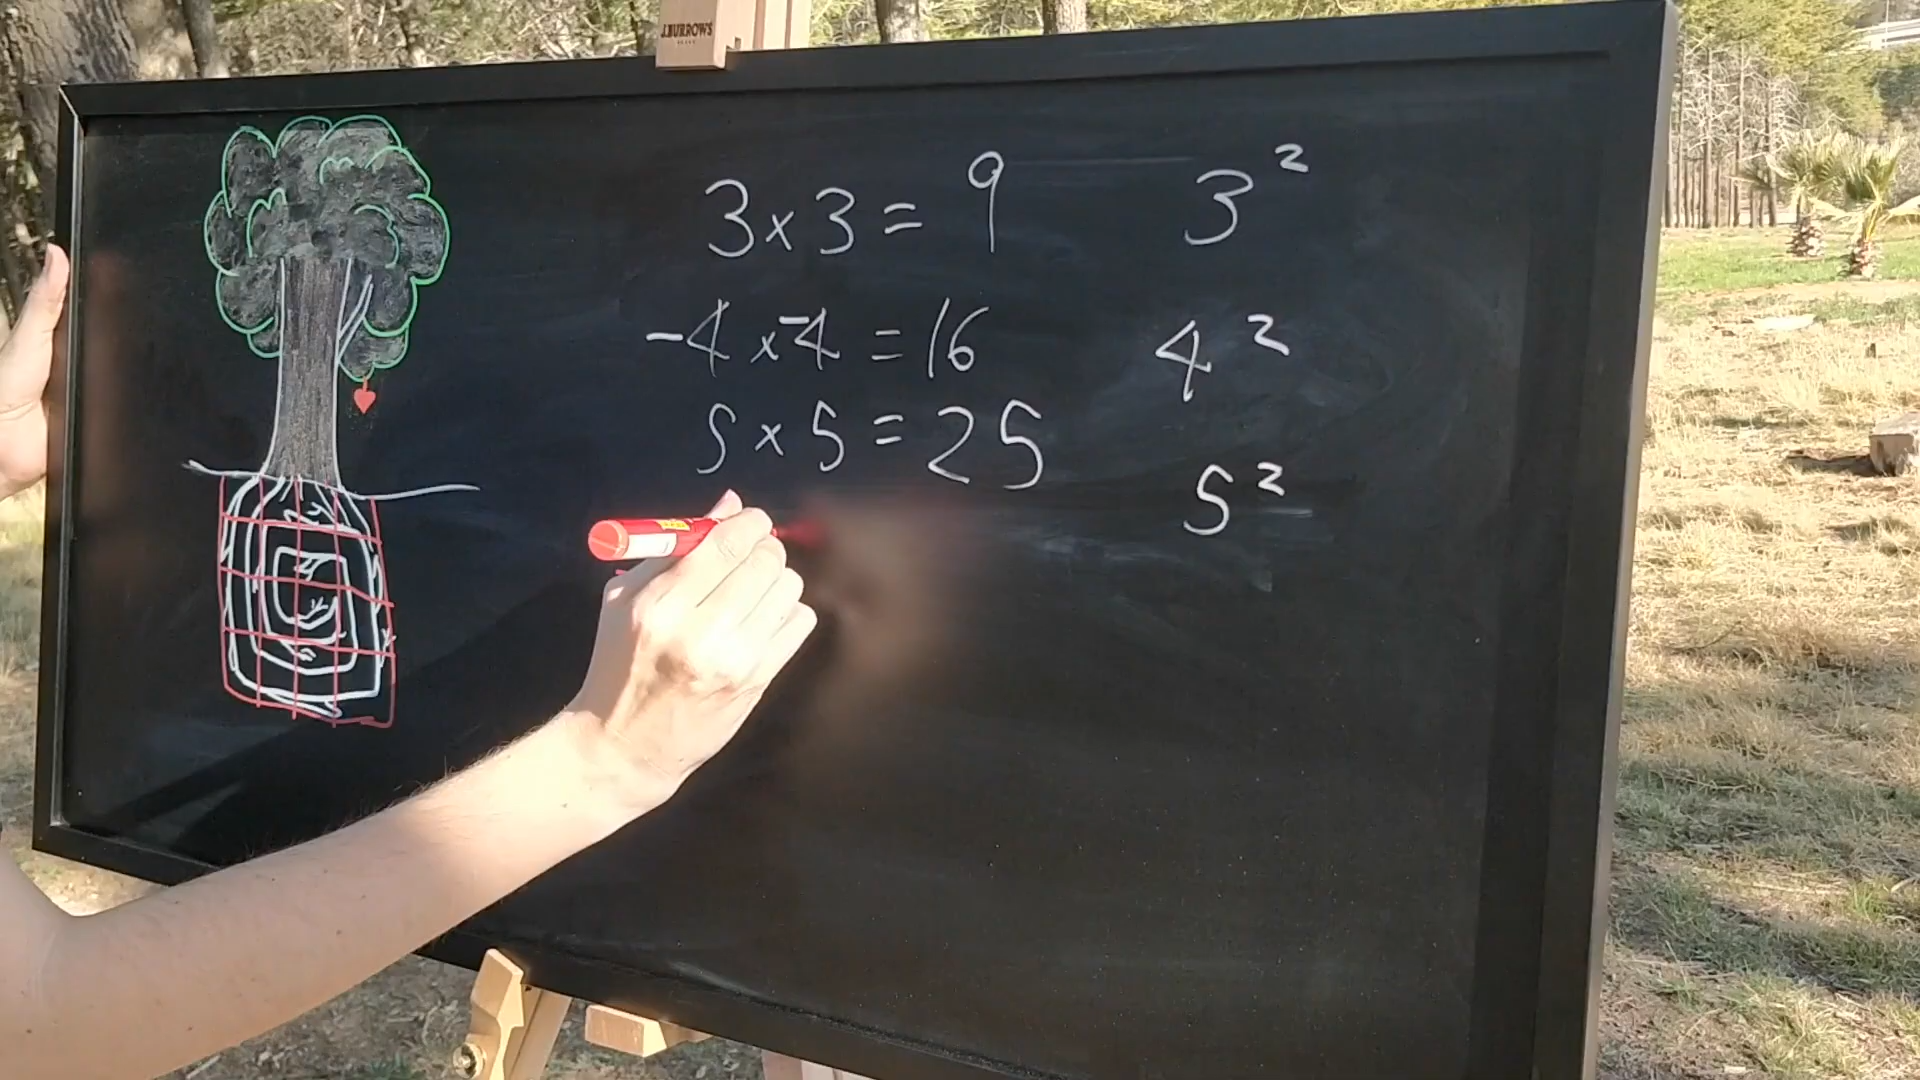 J.BURROWS
3 × 3 = 9 3²
-4 × -4 = 16 4²
5 × 5 = 25 5²